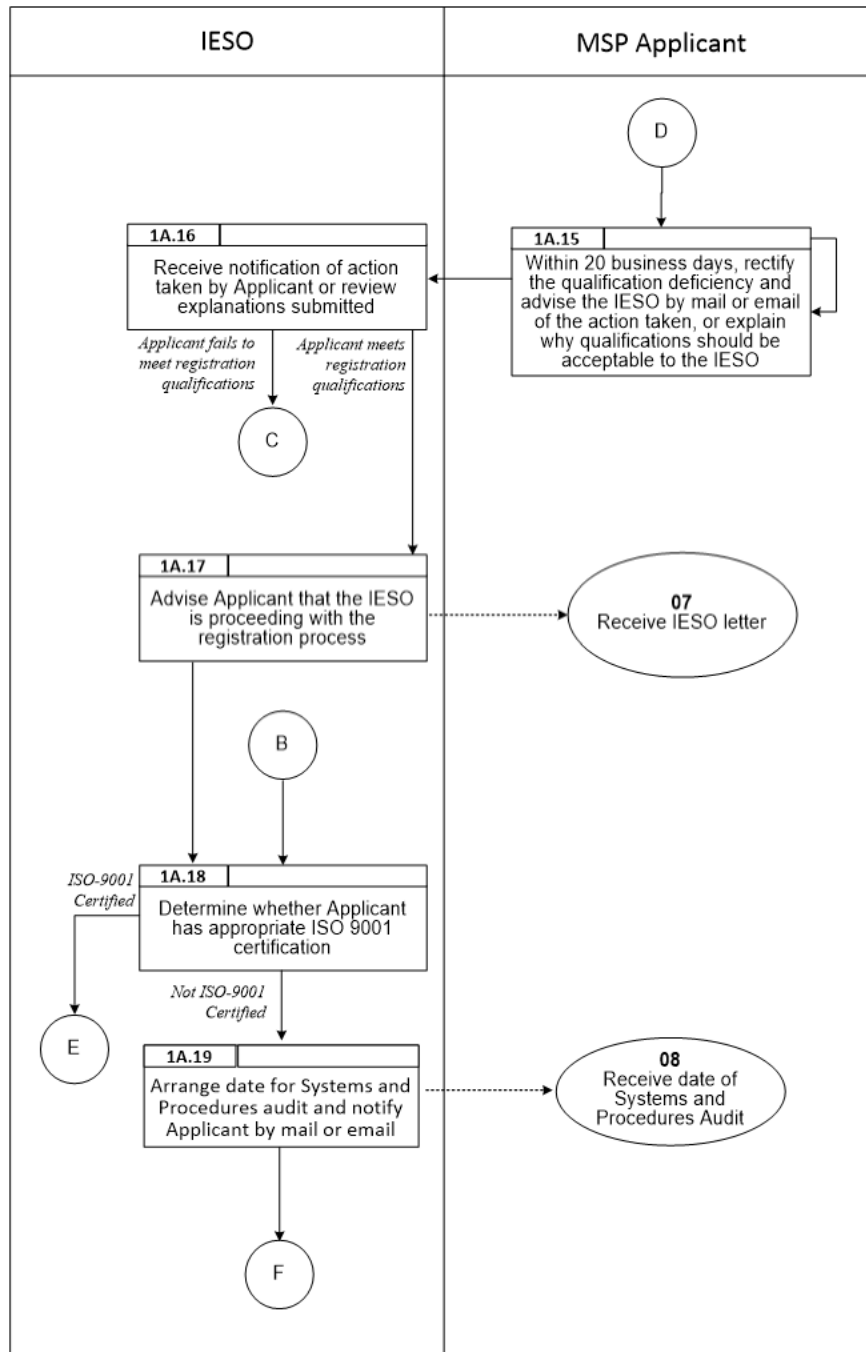 IESO
MSP Applicant
D
1A.16
Receive notification of action
taken by Applicant or review
explanations submitted
1A.15
Within 20 business days, rectify
the qualification deficiency and
advise the IESO by mail or email
of the action taken, or explain
why qualifications should be
acceptable to the IESO
Applicant fails to
meet registration
qualifications
Applicant meets
registration
qualifications
C
1A.17
Advise Applicant that the IESO
is proceeding with the
registration process
07
Receive IESO letter
B
ISO-9001
Certified
1A.18
Determine whether Applicant
has appropriate ISO 9001
certification
Not ISO-9001
Certified
E
1A.19
Arrange date for Systems and
Procedures audit and notify
Applicant by mail or email
08
Receive date of
Systems and
Procedures Audit
F